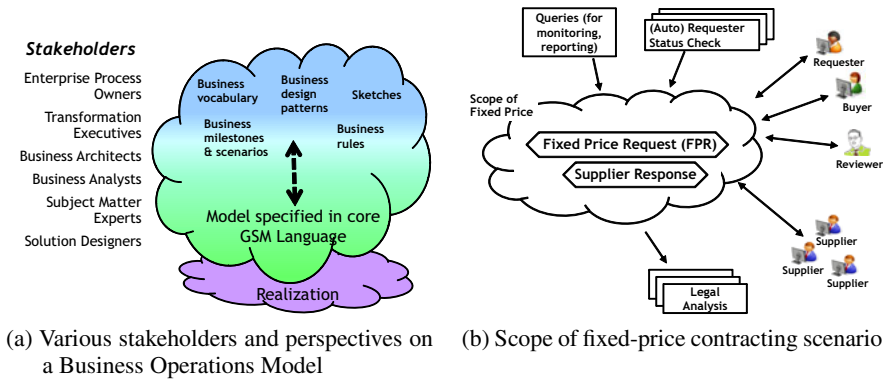 Stakeholders
Enterprise Process
Owners
Transformation
Executives
Business Architects
Business Analysts
Subject Matter
Experts
Solution Designers
Business
vocabulary
Business
design
patterns
Sketches
Business
milestones
& scenarios
Business
rules
Model specified in core
GSM Language
Realization
(a) Various stakeholders and perspectives on
a Business Operations Model
Queries (for
monitoring,
reporting)
(Auto) Requester
Status Check
Scope of
Fixed Price
Fixed Price Request (FPR)
Supplier Response
Requester
Buyer
Reviewer
Supplier
Supplier
Supplier
Legal
Analysis
(b) Scope of fixed-price contracting scenario